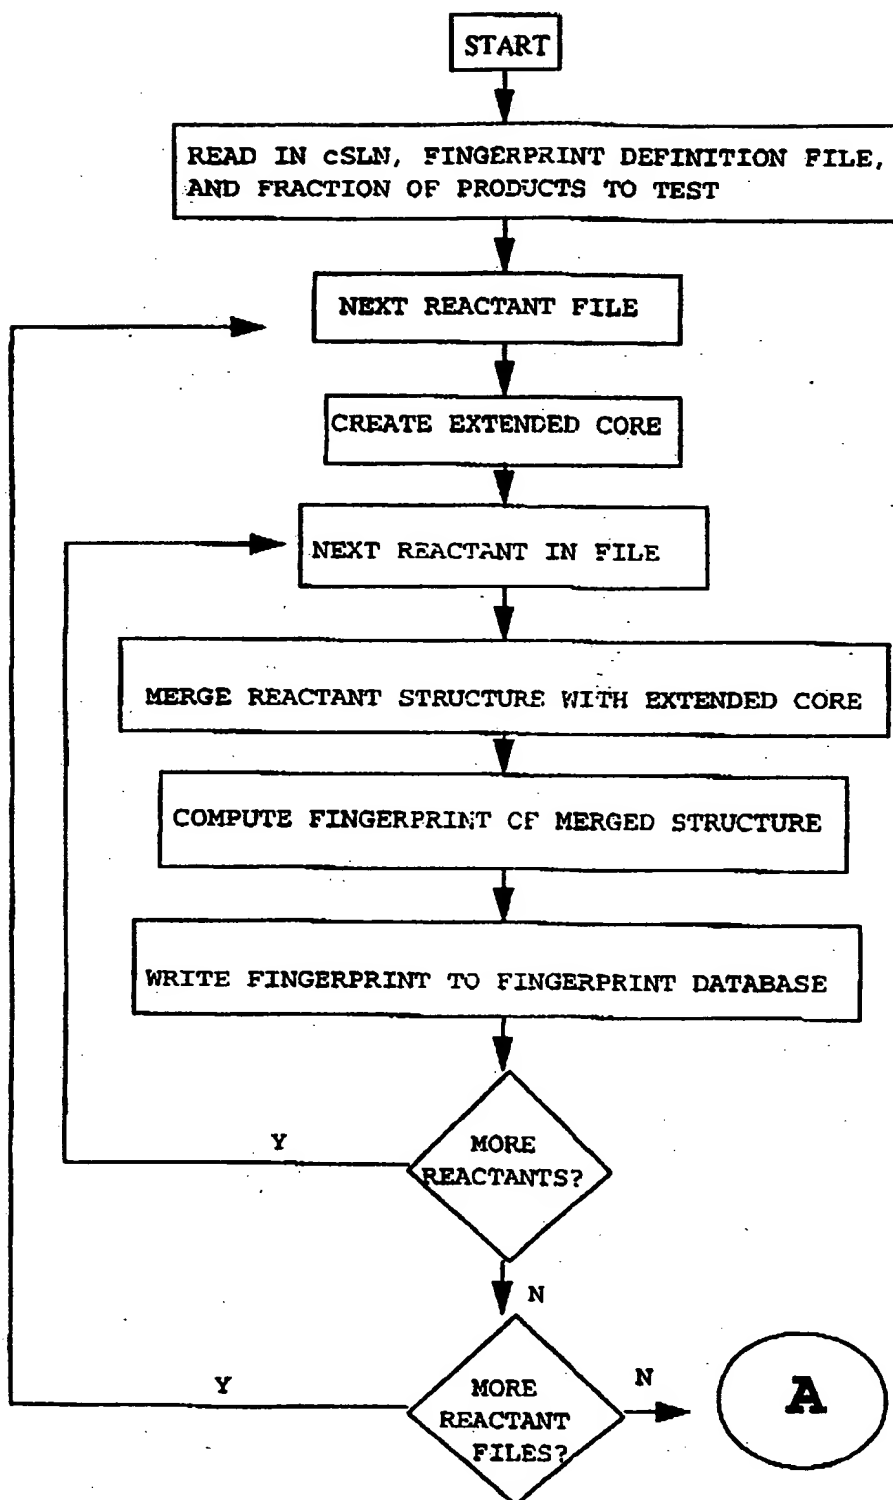 START
READ IN cSLN, FINGERPRINT DEFINITION FILE,
AND FRACTION OF PRODUCTS TO TEST
NEXT REACTANT FILE
CREATE EXTENDED CORE
NEXT REACTANT IN FILE
MERGE REACTANT STRUCTURE WITH EXTENDED CORE
COMPUTE FINGERPRINT OF MERGED STRUCTURE
WRITE FINGERPRINT TO FINGERPRINT DATABASE
Y
MORE
REACTANTS?
N
Y
MORE
REACTANT
FILES?
N
A